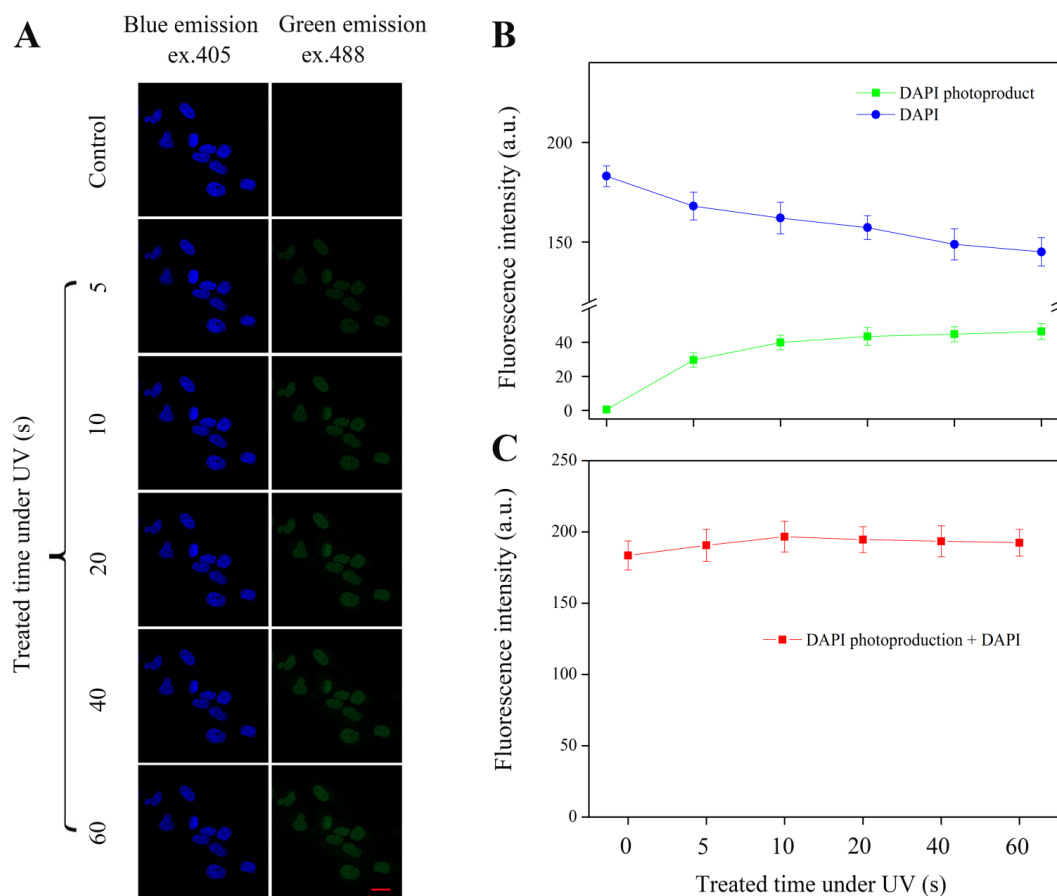 A
Blue emission
ex.405
Green emission
ex.488
Control
5
10
20
40
60
Treated time under UV (s)
B
DAPI photoproduct
DAPI
200
150
40
20
0
Fluorescence intensity (a.u.)
C
250
200
150
100
50
0
Fluorescence intensity (a.u.)
DAPI photoproduction + DAPI
0 5 10 20 40 60
Treated time under UV (s)